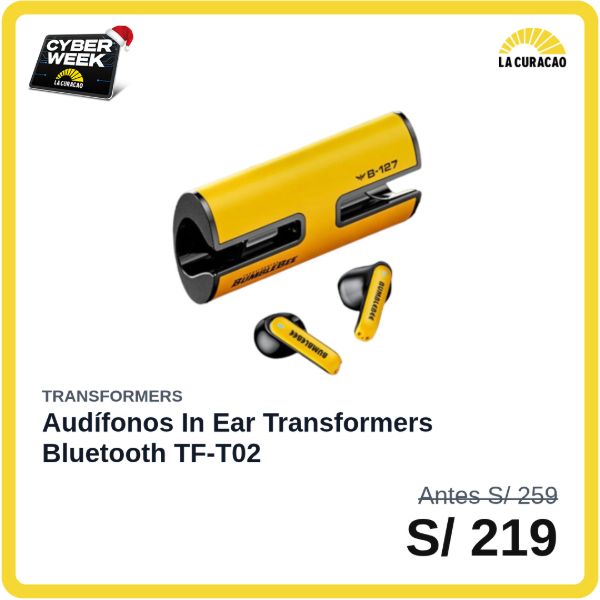 CYBER
WEEK
LA CURACAO
LA CURACAO
B-127
BUMBLEBEE
BUMBLEBEE
BUMBLEBEE
TRANSFORMERS
Audífonos In Ear Transformers
Bluetooth TF-T02
Antes S/ 259
S/ 219